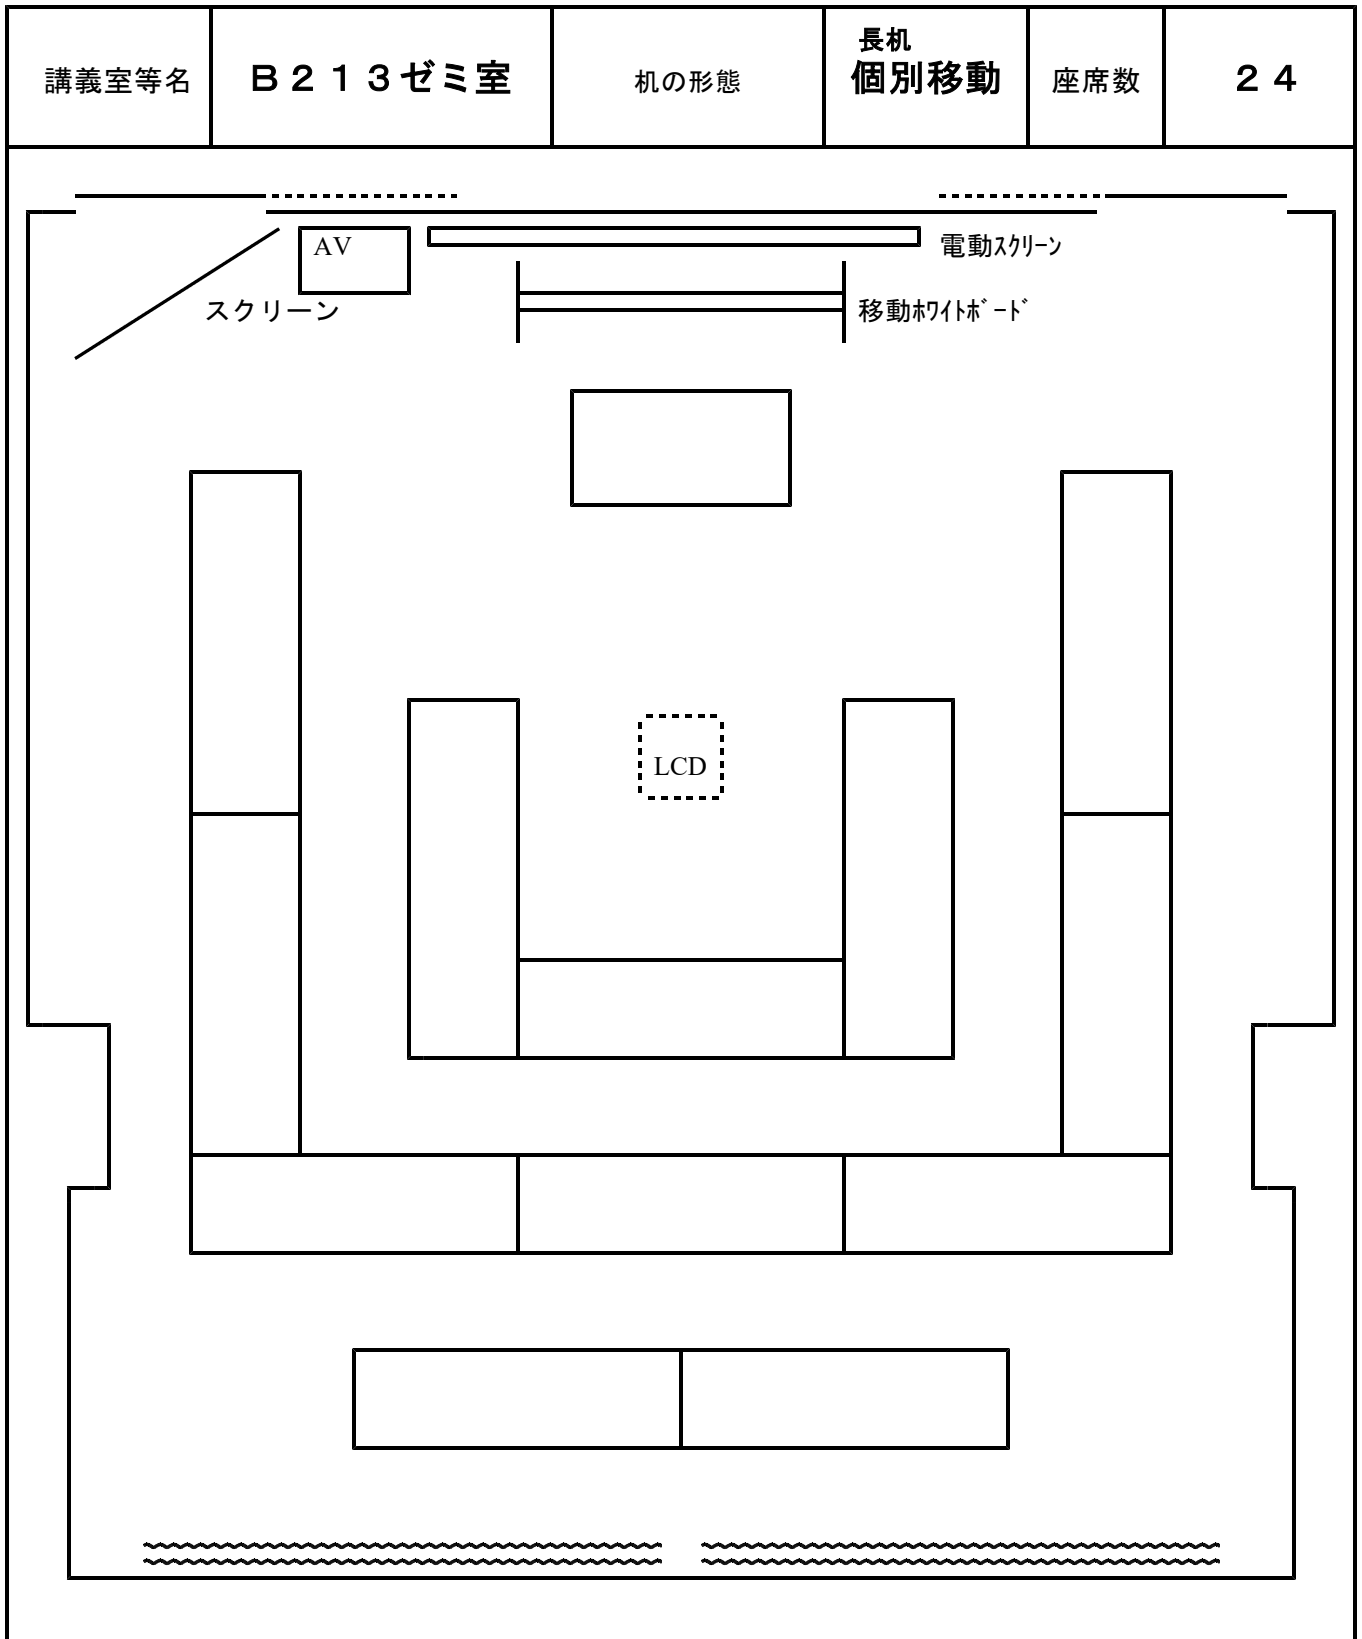 講義室等名
Ｂ２１３ゼミ室
机の形態
長机
個別移動
座席数
２４
AV
電動ｽｸﾘｰﾝ
スクリーン
移動ﾎﾜｲﾄﾎﾞｰﾄﾞ
LCD